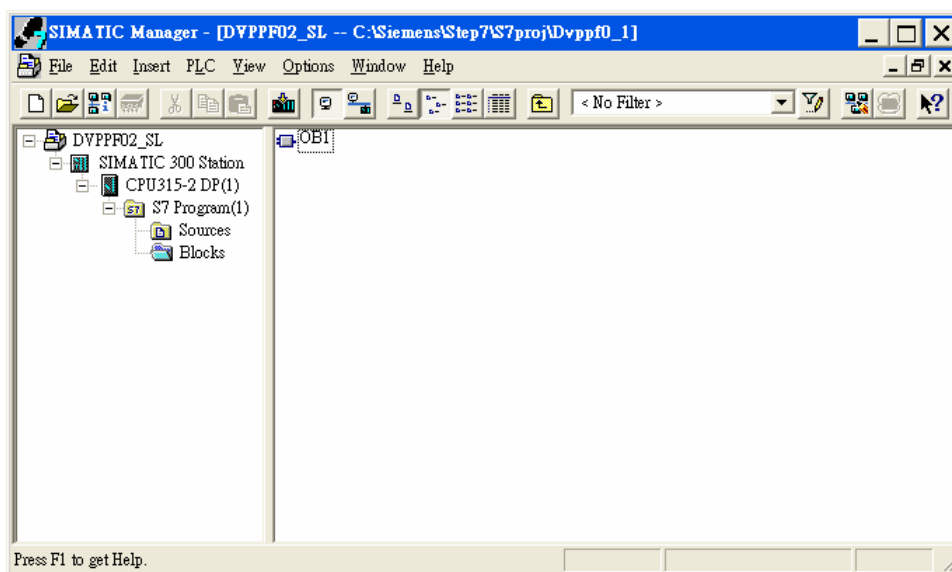 SIMATIC Manager - [DVPPF02_SL -- C:\Siemens\Step7\S7proj\Dvppf0_1]
File Edit Insert PLC View Options Window Help
< No Filter >
DVPPF02_SL
SIMATIC 300 Station
CPU315-2 DP(1)
S7 Program(1)
Sources
Blocks
OB1
Press F1 to get Help.